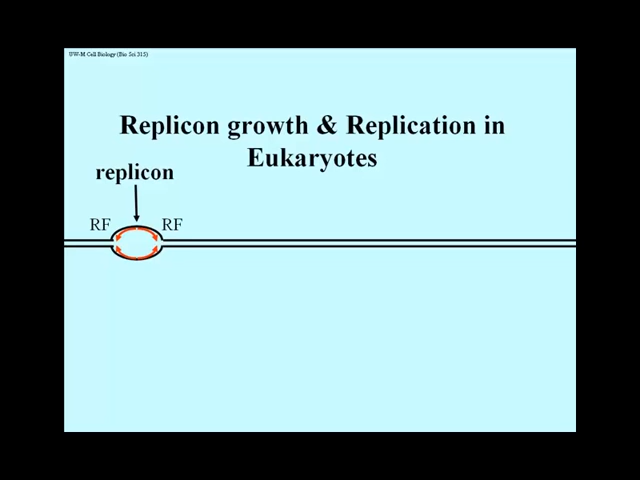 UW-M Cell Biology (Bio Sci 315)
Replicon growth & Replication in
Eukaryotes
replicon
RF RF